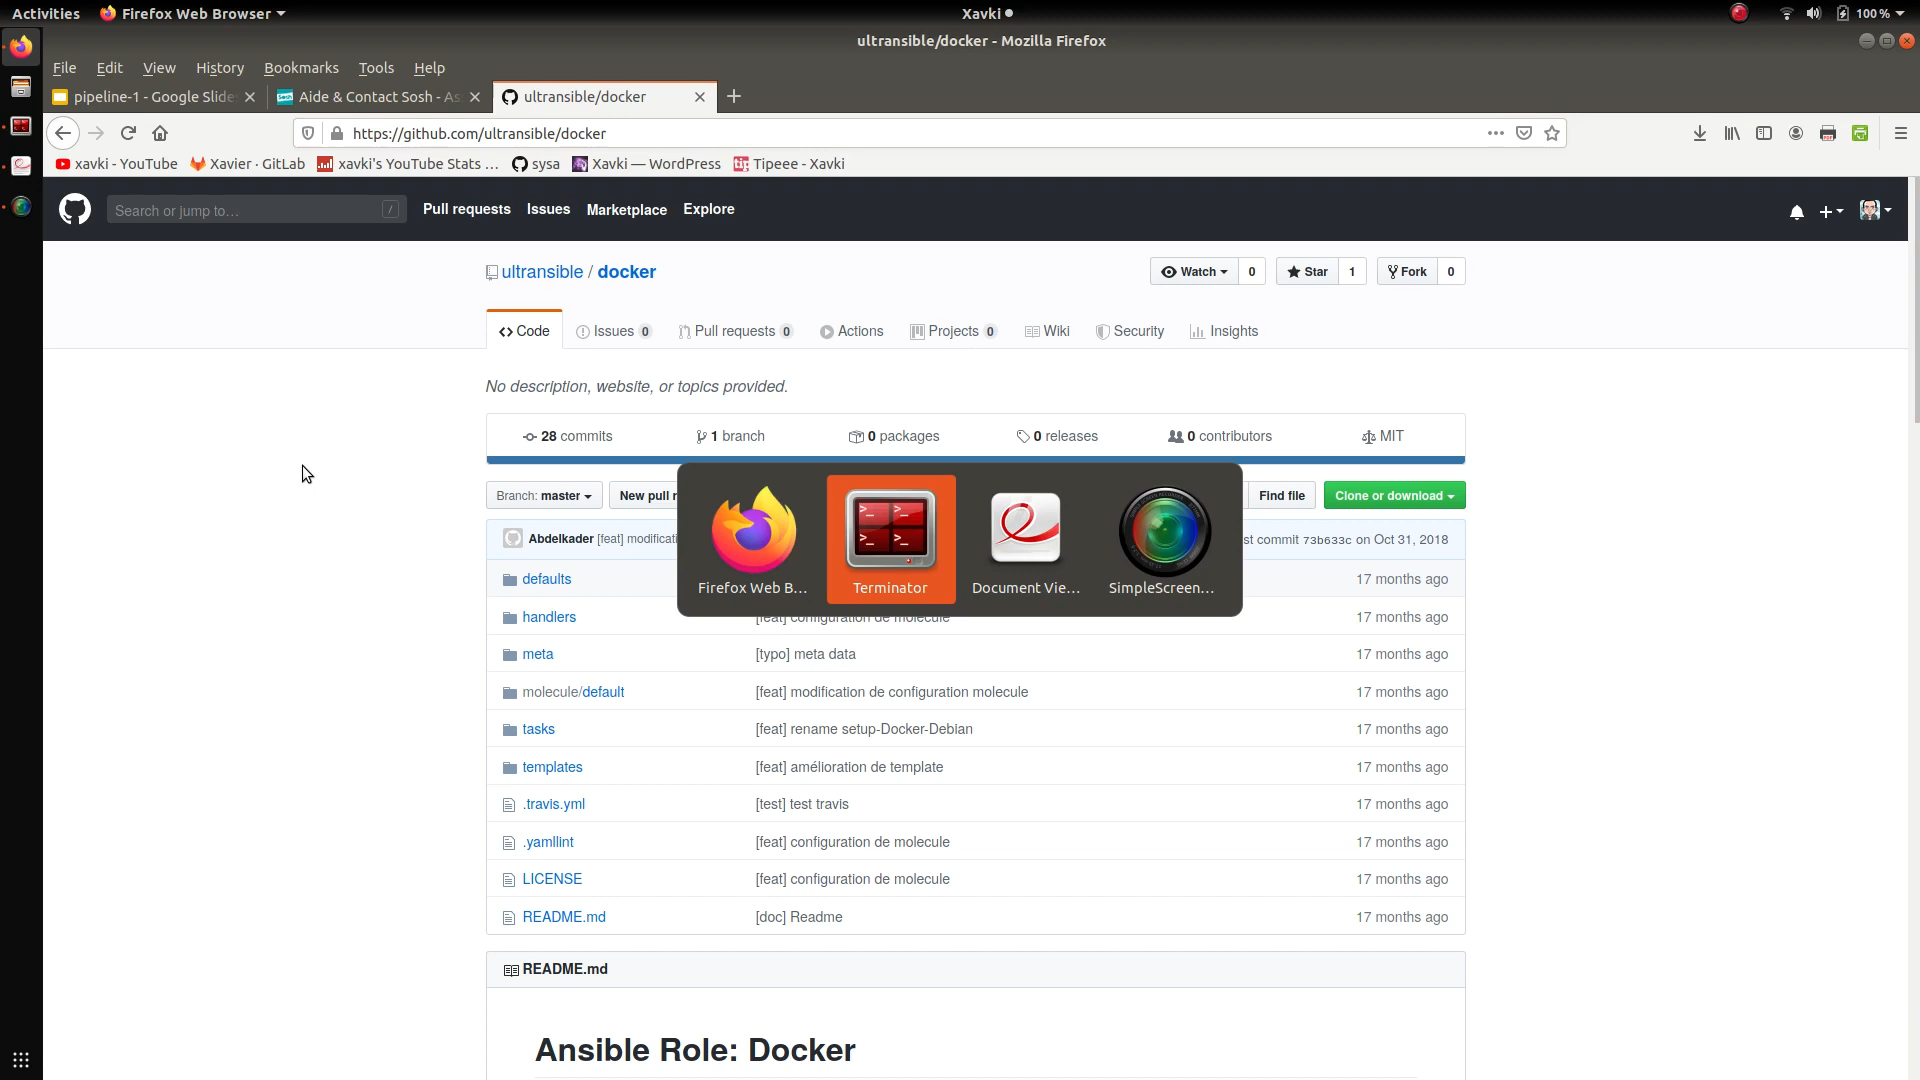 Activities Firefox Web Browser Xavki 100 %
ultransible/docker - Mozilla Firefox
File Edit View History Bookmarks Tools Help
pipeline-1 - Google Slide Aide & Contact Sosh - As ultransible/docker
https://github.com/ultransible/docker
xavki - YouTube Xavier · GitLab xavki's YouTube Stats ... sysa Xavki — WordPress Tipeee - Xavki
Search or jump to... / Pull requests Issues Marketplace Explore
ultransible / docker Watch 0 Star 1 Fork 0
Code Issues 0 Pull requests 0 Actions Projects 0 Wiki Security Insights
No description, website, or topics provided.
28 commits 1 branch 0 packages 0 releases 0 contributors MIT
Branch: master New pull r Find file Clone or download
Abdelkader [feat] modificati st commit 73b633c on Oct 31, 2018
Firefox Web B... Terminator Document Vie... SimpleScreen...
defaults 17 months ago
handlers [feat] configuration de molecule 17 months ago
meta [typo] meta data 17 months ago
molecule/default [feat] modification de configuration molecule 17 months ago
tasks [feat] rename setup-Docker-Debian 17 months ago
templates [feat] amélioration de template 17 months ago
.travis.yml [test] test travis 17 months ago
.yamllint [feat] configuration de molecule 17 months ago
LICENSE [feat] configuration de molecule 17 months ago
README.md [doc] Readme 17 months ago
README.md
Ansible Role: Docker